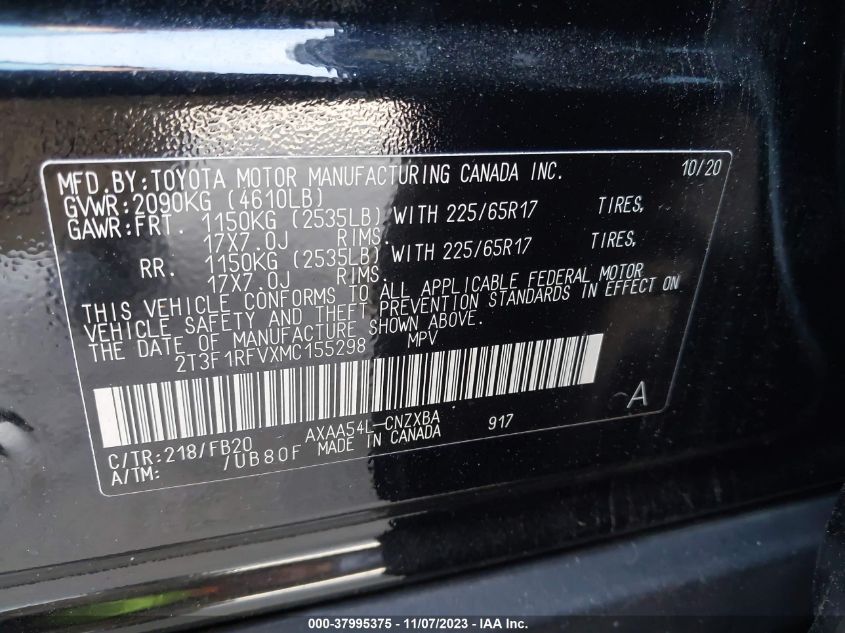 MFD.BY:TOYOTA MOTOR MANUFACTURING CANADA INC. 10/20
GVWR:2090KG (4610LB)
GAWR:FRT. 1150KG (2535LB) WITH 225/65R17 TIRES,
17X7.0J RIMS.
RR. 1150KG (2535LB) WITH 225/65R17 TIRES,
17X7.0J RIMS.
THIS VEHICLE CONFORMS TO ALL APPLICABLE FEDERAL MOTOR
VEHICLE SAFETY AND THEFT PREVENTION STANDARDS IN EFFECT ON
THE DATE OF MANUFACTURE SHOWN ABOVE.
2T3F1RFVXMC155298 MPV
A
C/TR:218/FB20 AXAA54L-CNZXBA 917
A/TM: /UB80F MADE IN CANADA
000-37995375 - 11/07/2023 - IAA Inc.